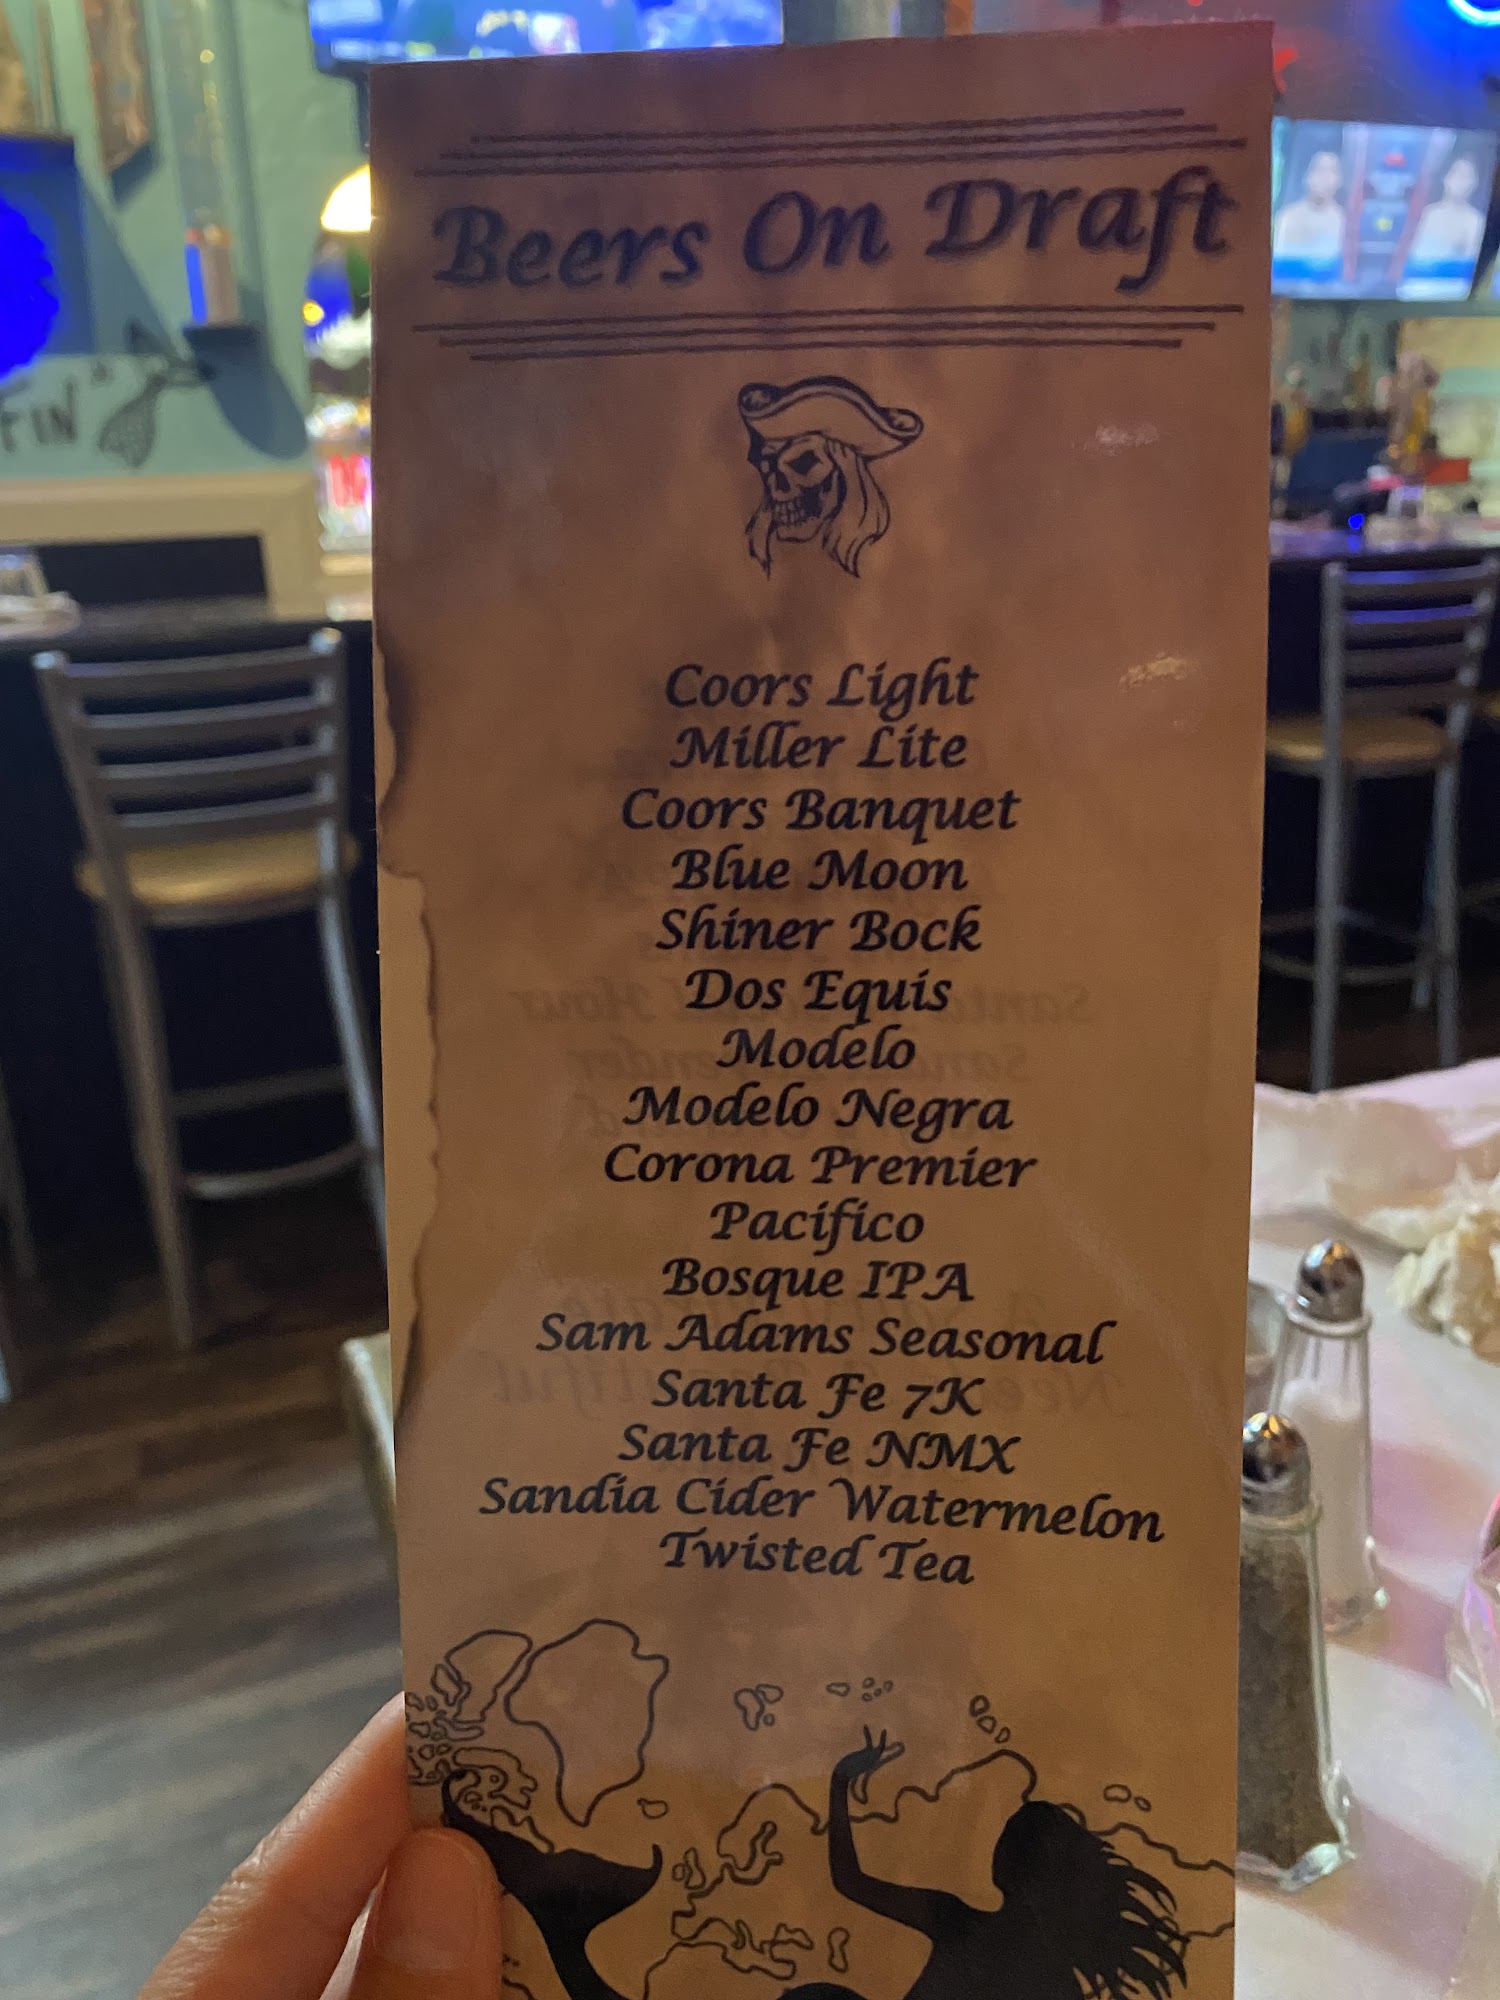 Beers On Draft
Coors Light
Miller Lite
Coors Banquet
Blue Moon
Shiner Bock
Dos Equis
Modelo
Modelo Negra
Corona Premier
Pacifico
Bosque IPA
Sam Adams Seasonal
Santa Fe 7K
Santa Fe NMX
Sandia Cider Watermelon
Twisted Tea
FIN